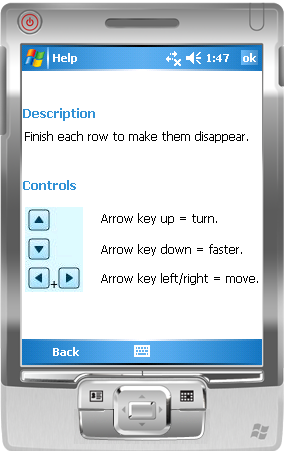 Help 1:47 ok
Description
Finish each row to make them disappear.
Controls
Arrow key up = turn.
Arrow key down = faster.
+ Arrow key left/right = move.
Back